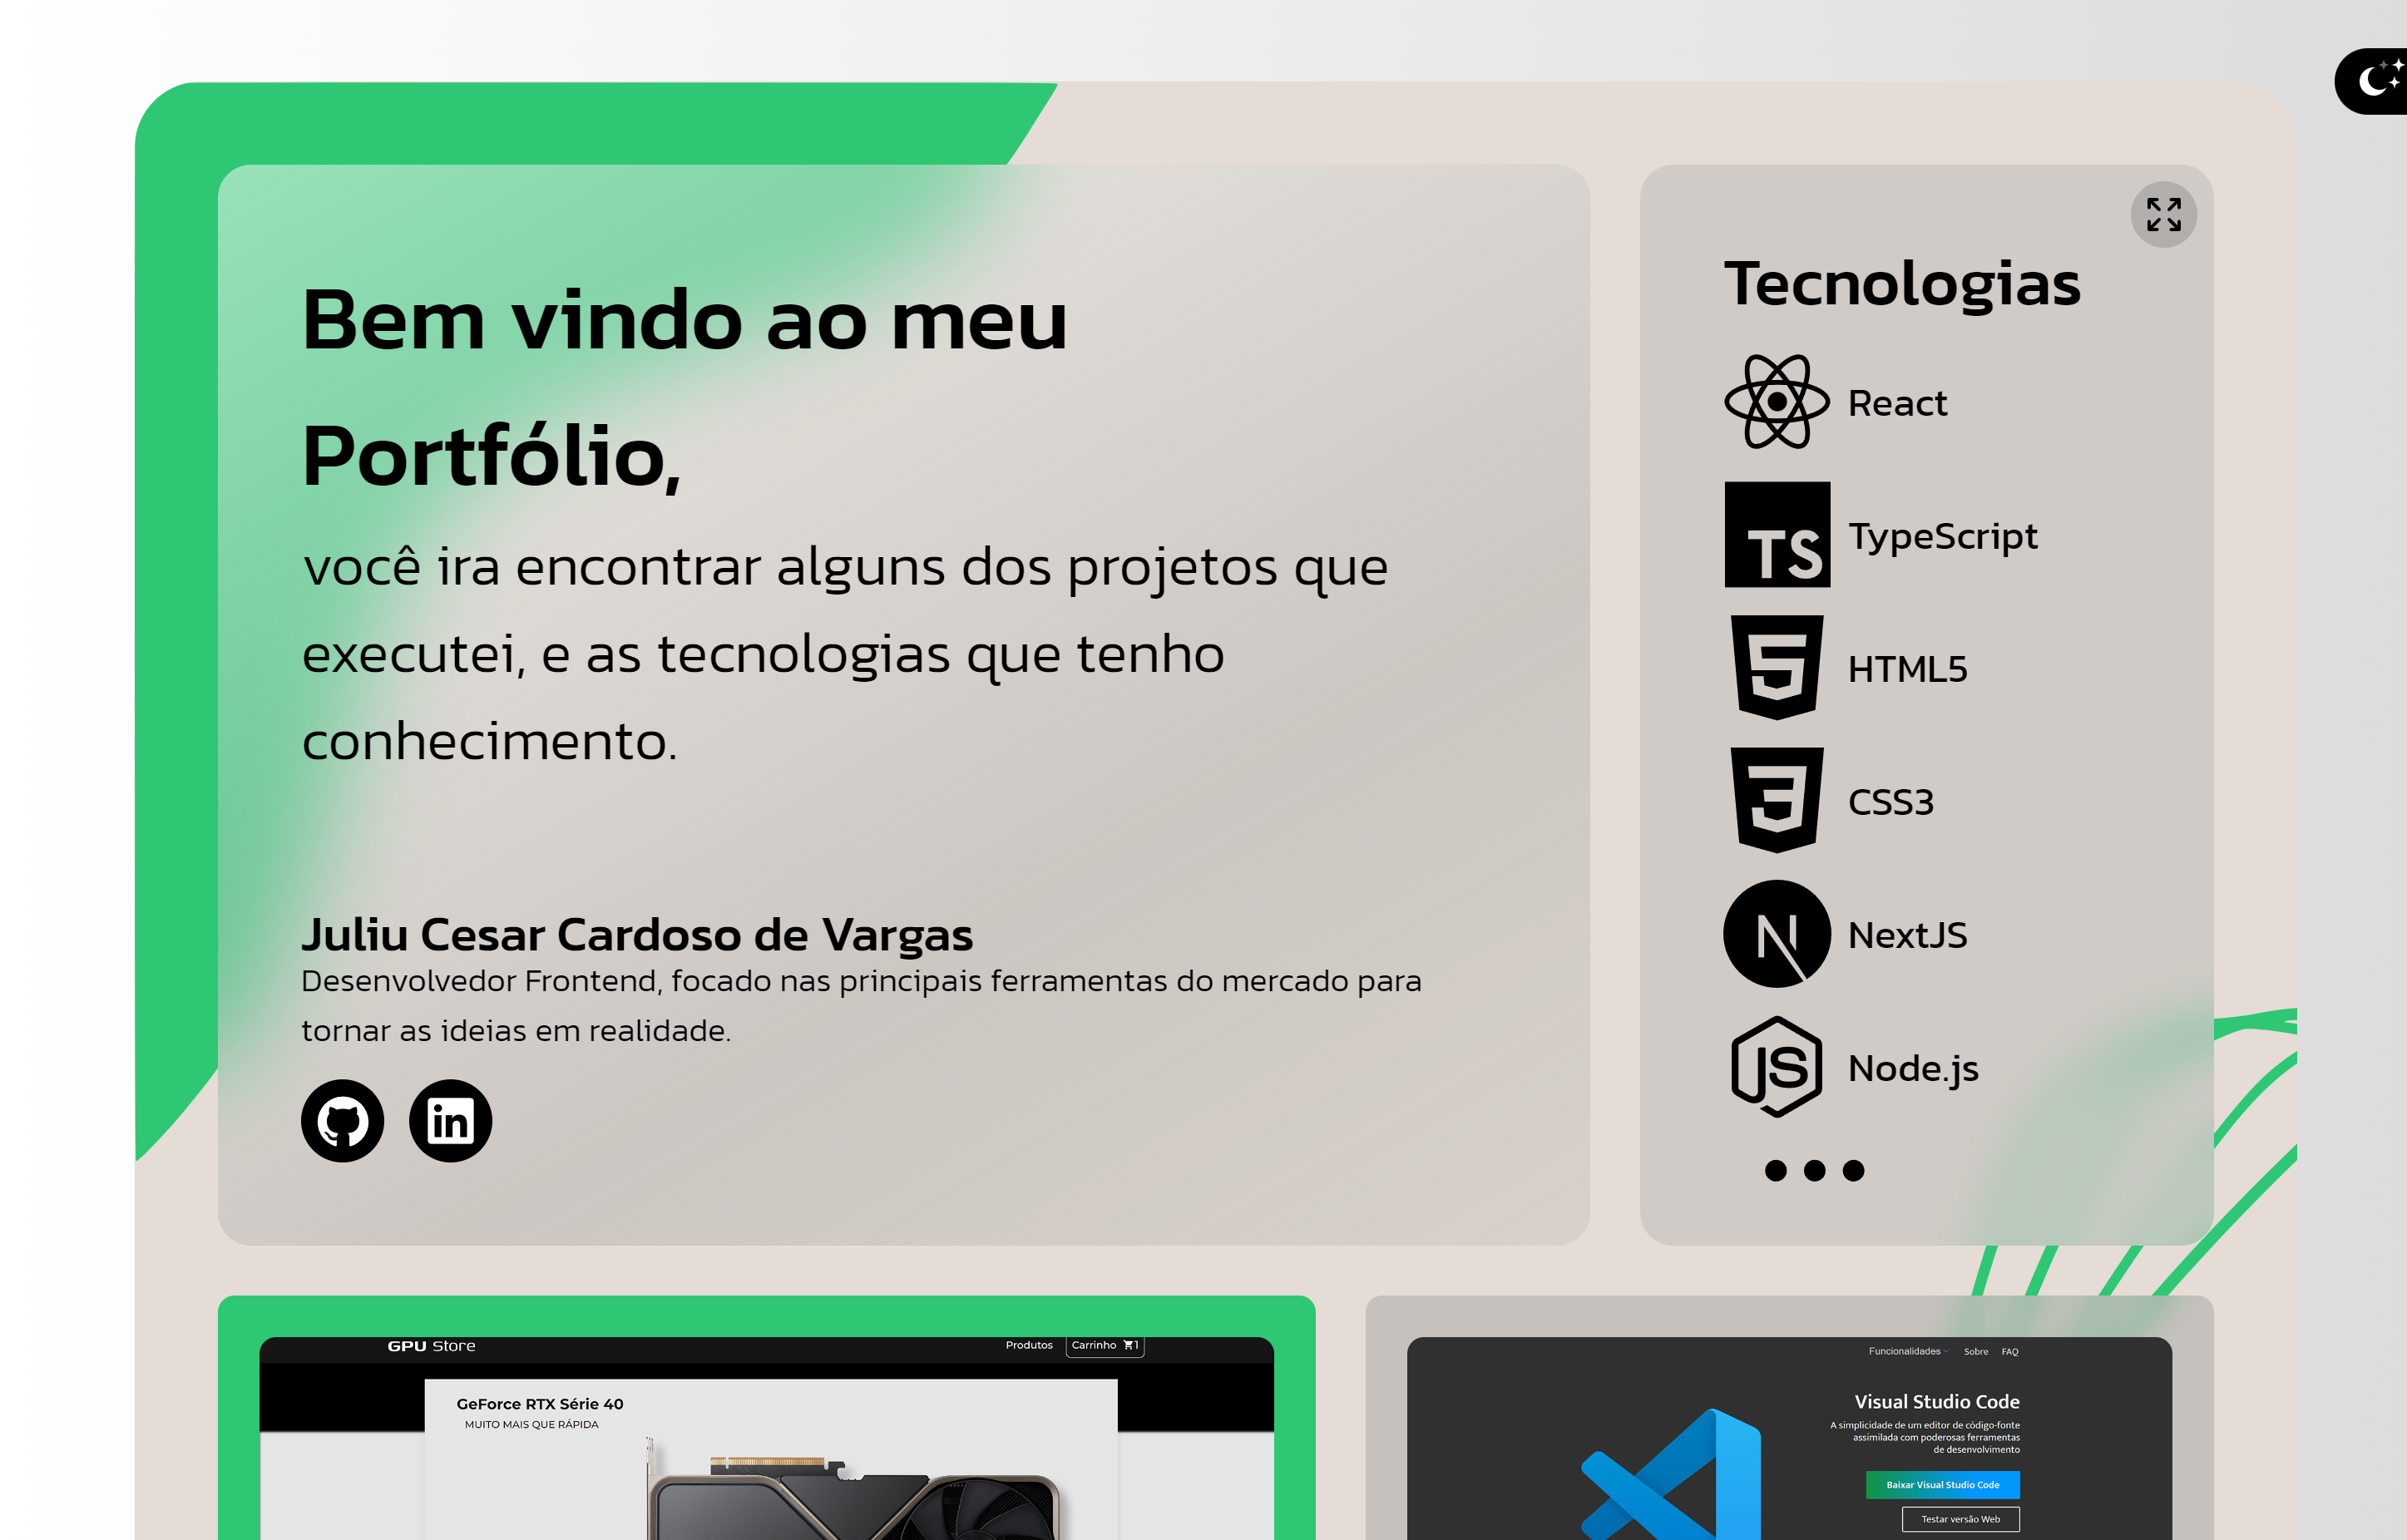 Bem vindo ao meu
Portfólio,
você ira encontrar alguns dos projetos que
executei, e as tecnologias que tenho
conhecimento.
Juliu Cesar Cardoso de Vargas
Desenvolvedor Frontend, focado nas principais ferramentas do mercado para
tornar as ideias em realidade.
in
Tecnologias
React
TS TypeScript
HTML5
CSS3
N NextJS
JS Node.js
GPU Store
Produtos
Carrinho 1
GeForce RTX Série 40
MUITO MAIS QUE RÁPIDA
Funcionalidades Sobre FAQ
Visual Studio Code
A simplicidade de um editor de código-fonte
assimilada com poderosas ferramentas
de desenvolvimento
Baixar Visual Studio Code
Testar versão Web